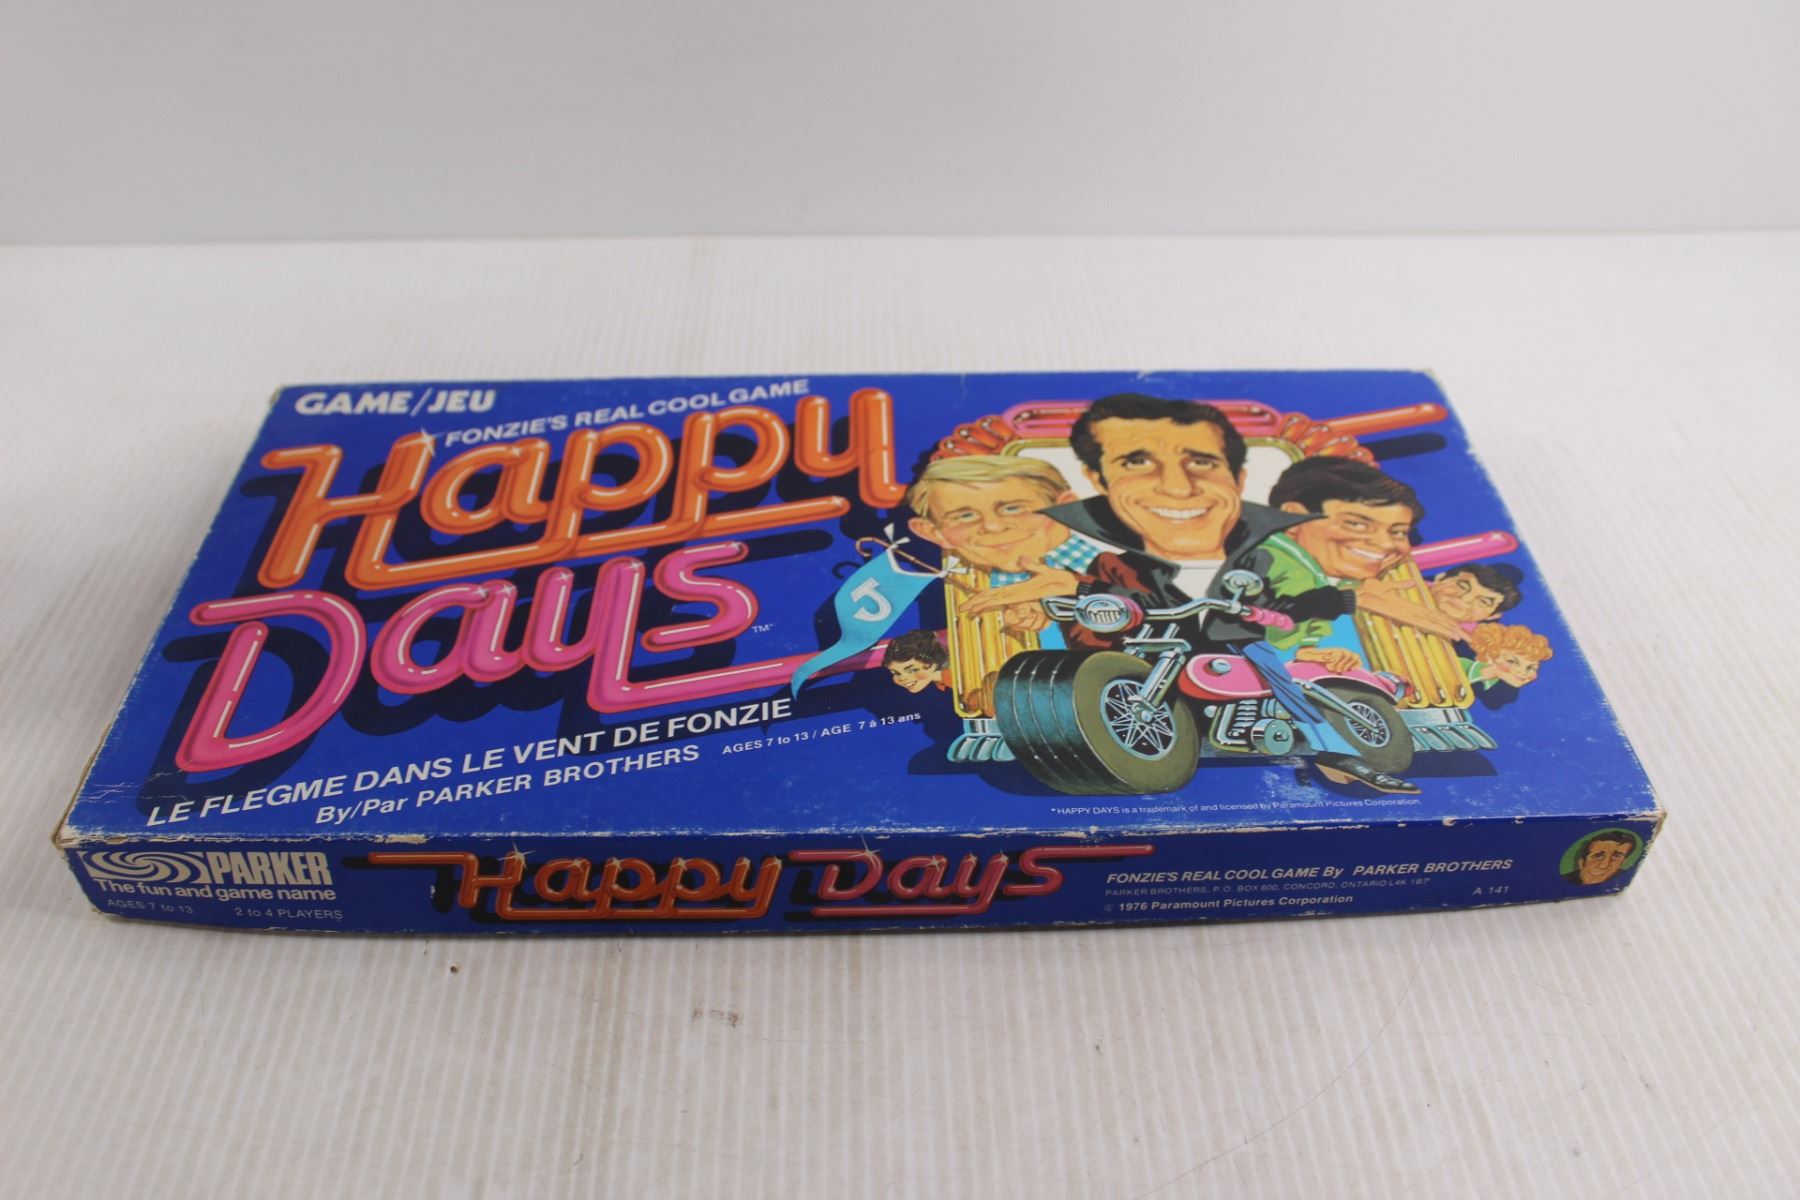 GAME/JEU
FONZIE'S REAL COOL GAME
Happy
Days
TM
J
LE FLEGME DANS LE VENT DE FONZIE
By/Par PARKER BROTHERS
AGES 7 to 13 / AGE 7 à 13 ans
*HAPPY DAYS is a trademark of and licensed by Paramount Pictures Corporation.
PARKER
The fun and game name
AGES 7 to 13 2 to 4 PLAYERS
Happy Days
FONZIE'S REAL COOL GAME By PARKER BROTHERS
PARKER BROTHERS, P.O. BOX 600, CONCORD, ONTARIO L4K
© 1976 Paramount Pictures Corporation
A 141